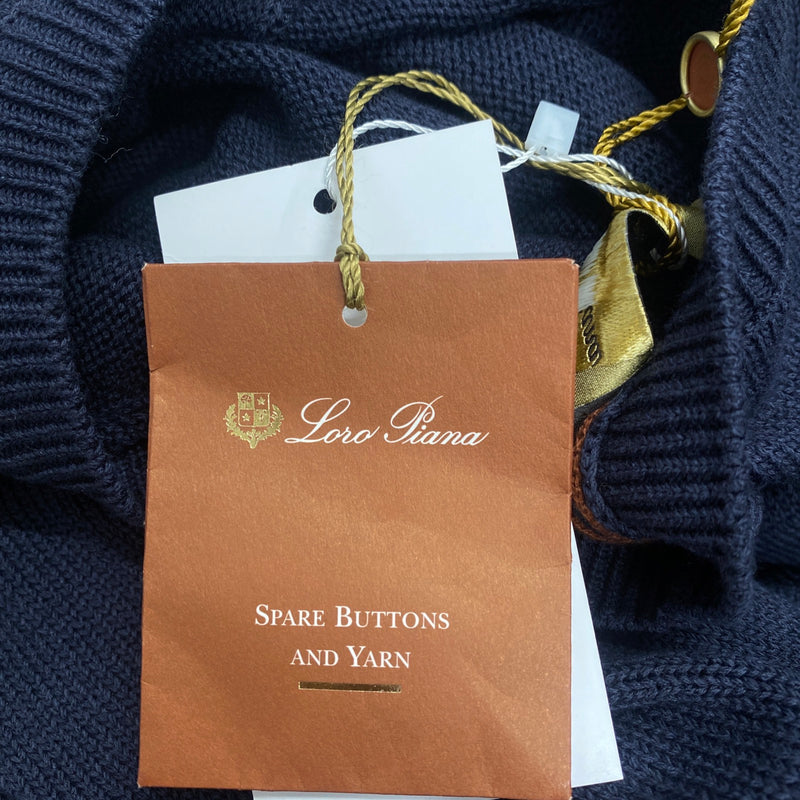 Loro Piana
SPARE BUTTONS
AND YARN